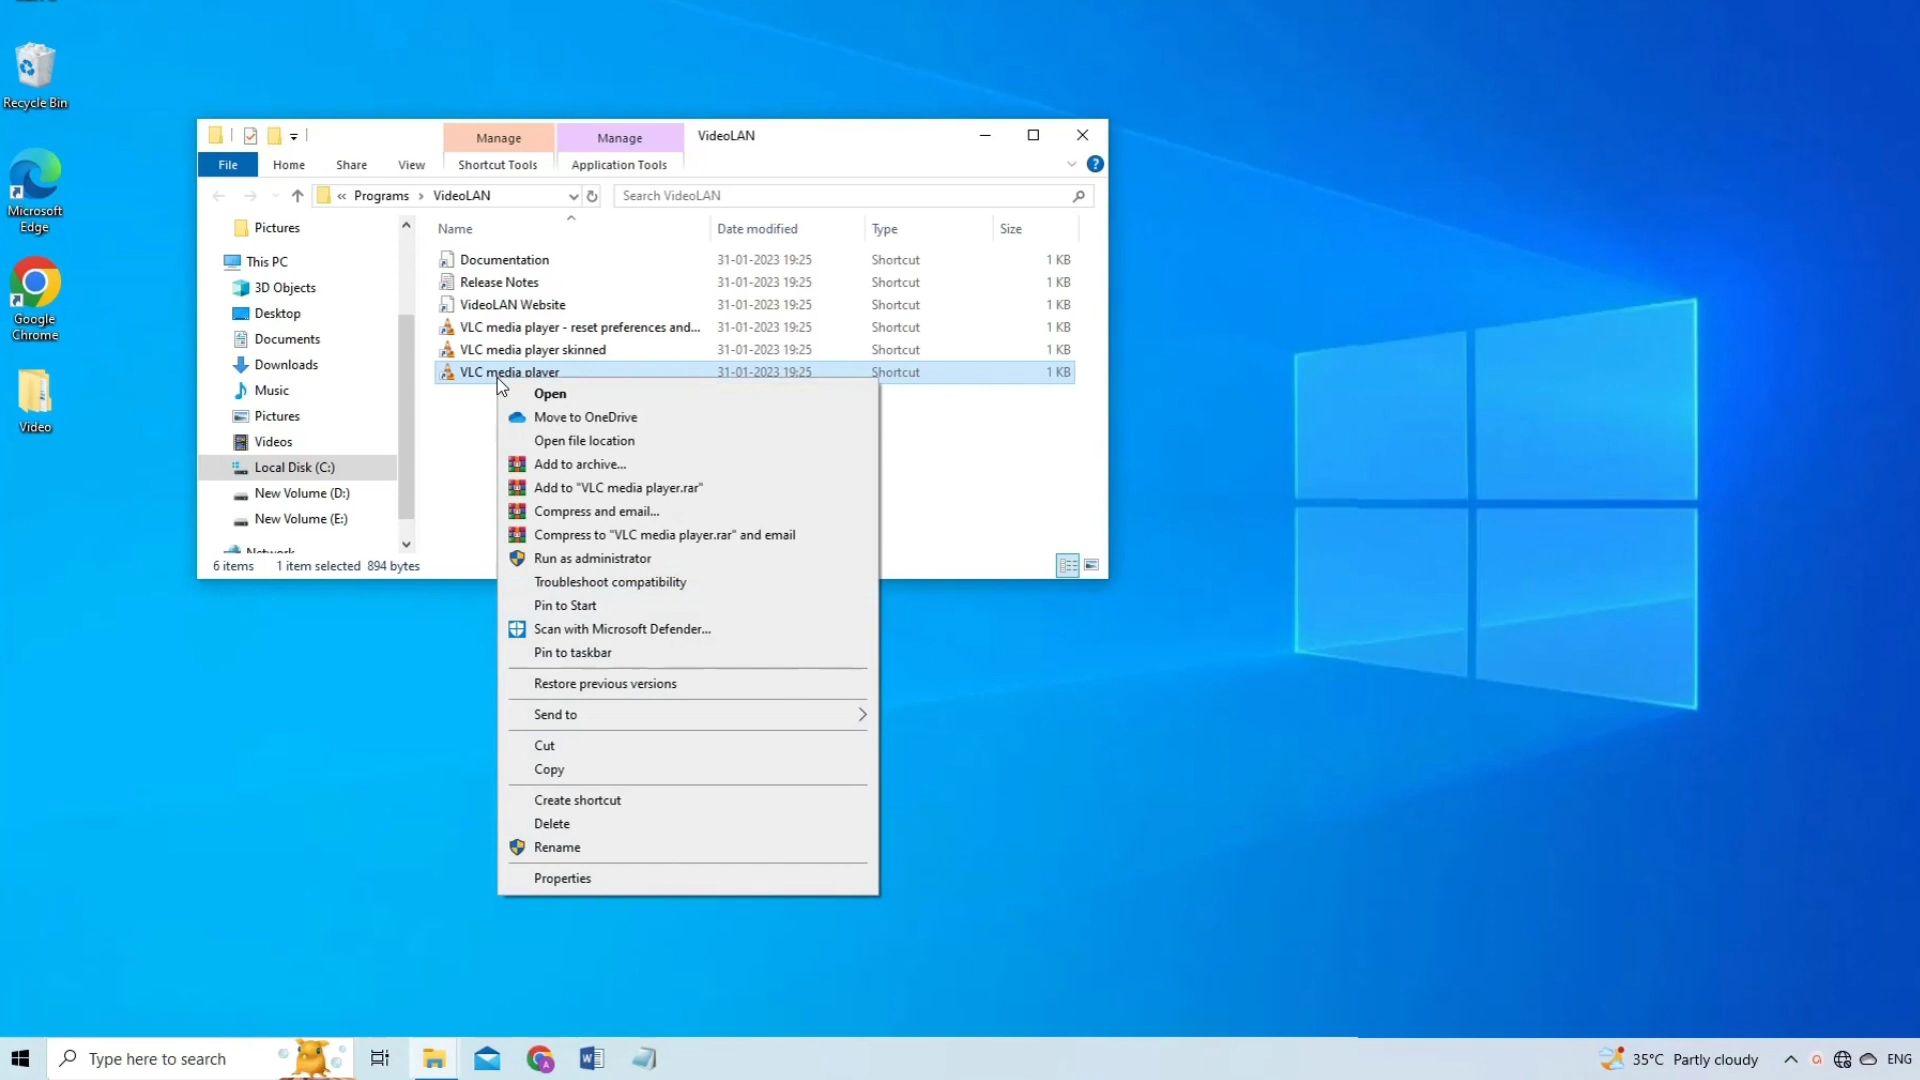 Recycle Bin
Microsoft
Edge
Google
Chrome
Video
Manage
Manage
VideoLAN
File
Home
Share
View
Shortcut Tools
Application Tools
« Programs › VideoLAN
Search VideoLAN
Pictures
This PC
3D Objects
Desktop
Documents
Downloads
Music
Pictures
Videos
Local Disk (C:)
New Volume (D:)
New Volume (E:)
Network
Name Date modified Type Size
Documentation 31-01-2023 19:25 Shortcut 1 KB
Release Notes 31-01-2023 19:25 Shortcut 1 KB
VideoLAN Website 31-01-2023 19:25 Shortcut 1 KB
VLC media player - reset preferences and... 31-01-2023 19:25 Shortcut 1 KB
VLC media player skinned 31-01-2023 19:25 Shortcut 1 KB
VLC media player 31-01-2023 19:25 Shortcut 1 KB
6 items 1 item selected 894 bytes
Open
Move to OneDrive
Open file location
Add to archive...
Add to "VLC media player.rar"
Compress and email...
Compress to "VLC media player.rar" and email
Run as administrator
Troubleshoot compatibility
Pin to Start
Scan with Microsoft Defender...
Pin to taskbar
Restore previous versions
Send to
Cut
Copy
Create shortcut
Delete
Rename
Properties
Type here to search
35°C Partly cloudy
ENG